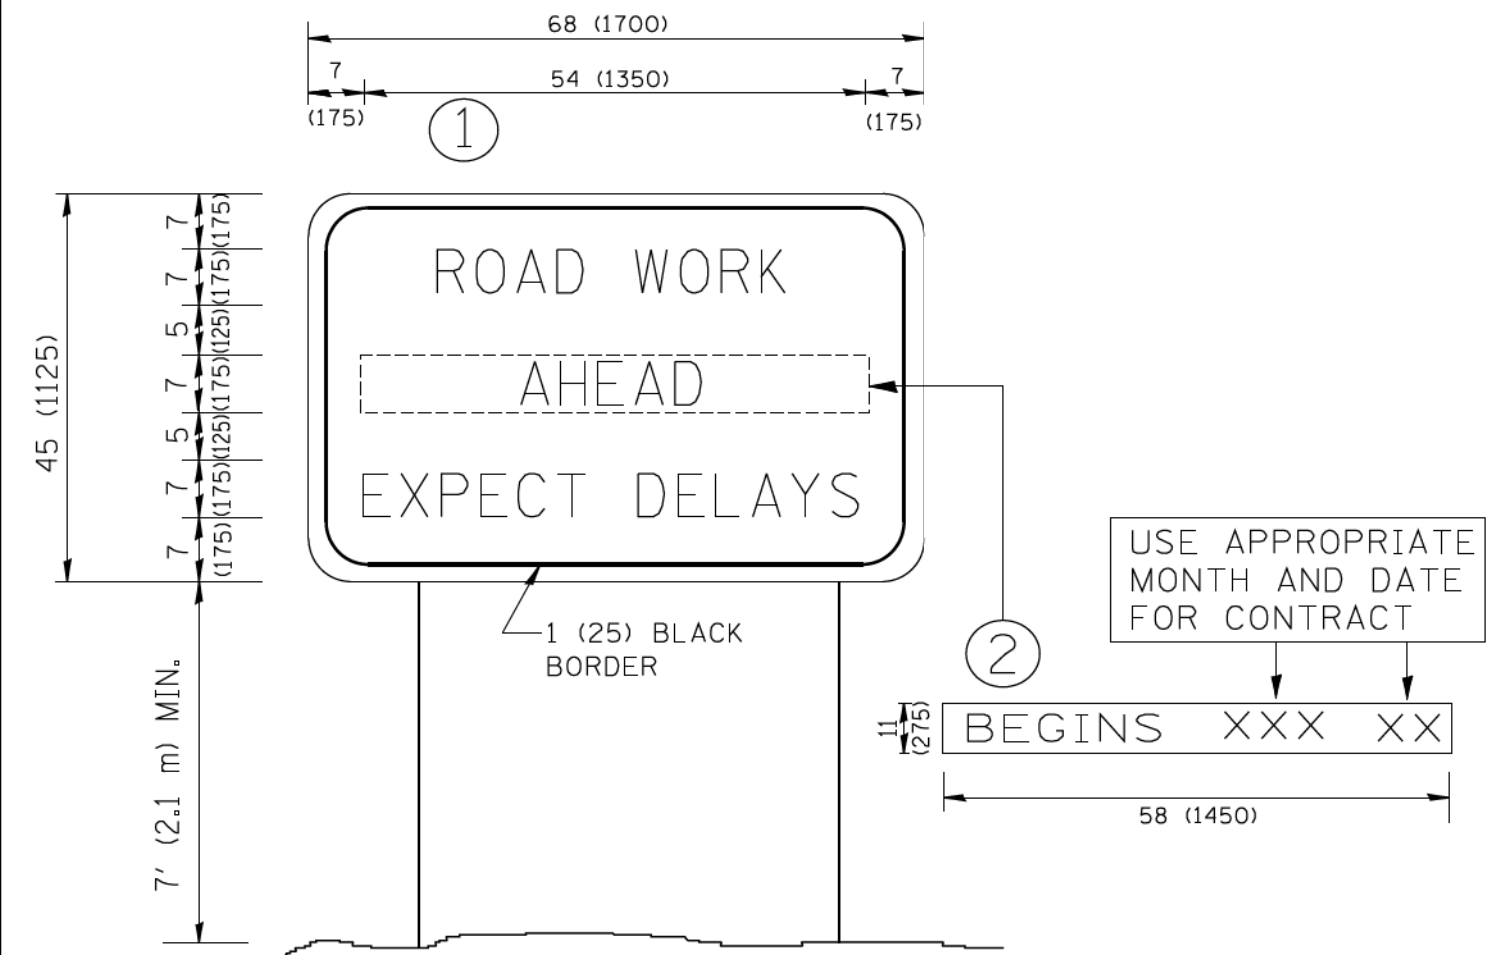 68 (1700)
7
54 (1350)
7
(175)
(175)
1
45 (1125)
7
(175)
7
(175)
5
(125)
7
(175)
5
(125)
7
(175)
7
(175)
ROAD WORK
AHEAD
EXPECT DELAYS
1 (25) BLACK
BORDER
7' (2.1 m) MIN.
2
USE APPROPRIATE
MONTH AND DATE
FOR CONTRACT
11
(275)
BEGINS XXX XX
58 (1450)